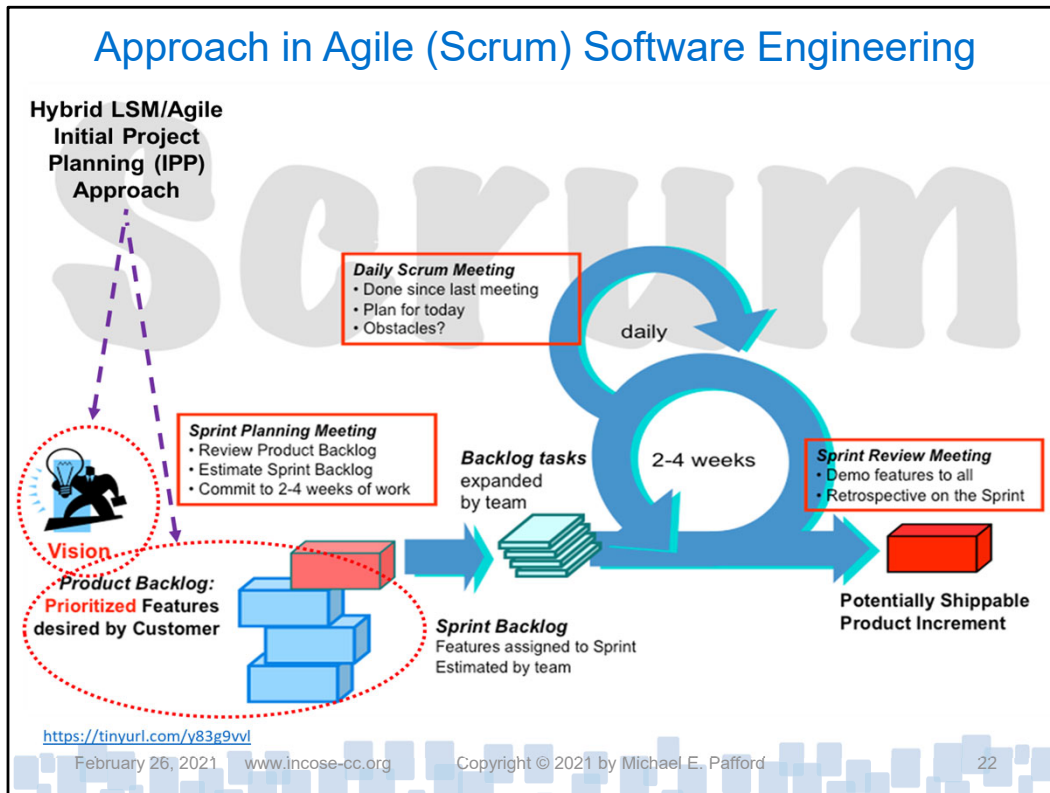 Approach in Agile (Scrum) Software Engineering
Scrum
Hybrid LSM/Agile
Initial Project
Planning (IPP)
Approach
Daily Scrum Meeting
• Done since last meeting
• Plan for today
• Obstacles?
daily
Sprint Planning Meeting
• Review Product Backlog
• Estimate Sprint Backlog
• Commit to 2-4 weeks of work
Backlog tasks
expanded
by team
2-4 weeks
Sprint Review Meeting
• Demo features to all
• Retrospective on the Sprint
Vision
Product Backlog:
Prioritized Features
desired by Customer
Sprint Backlog
Features assigned to Sprint
Estimated by team
Potentially Shippable
Product Increment
https://tinyurl.com/y83g9vvl
February 26, 2021 www.incose-cc.org Copyright © 2021 by Michael E. Pafford 22